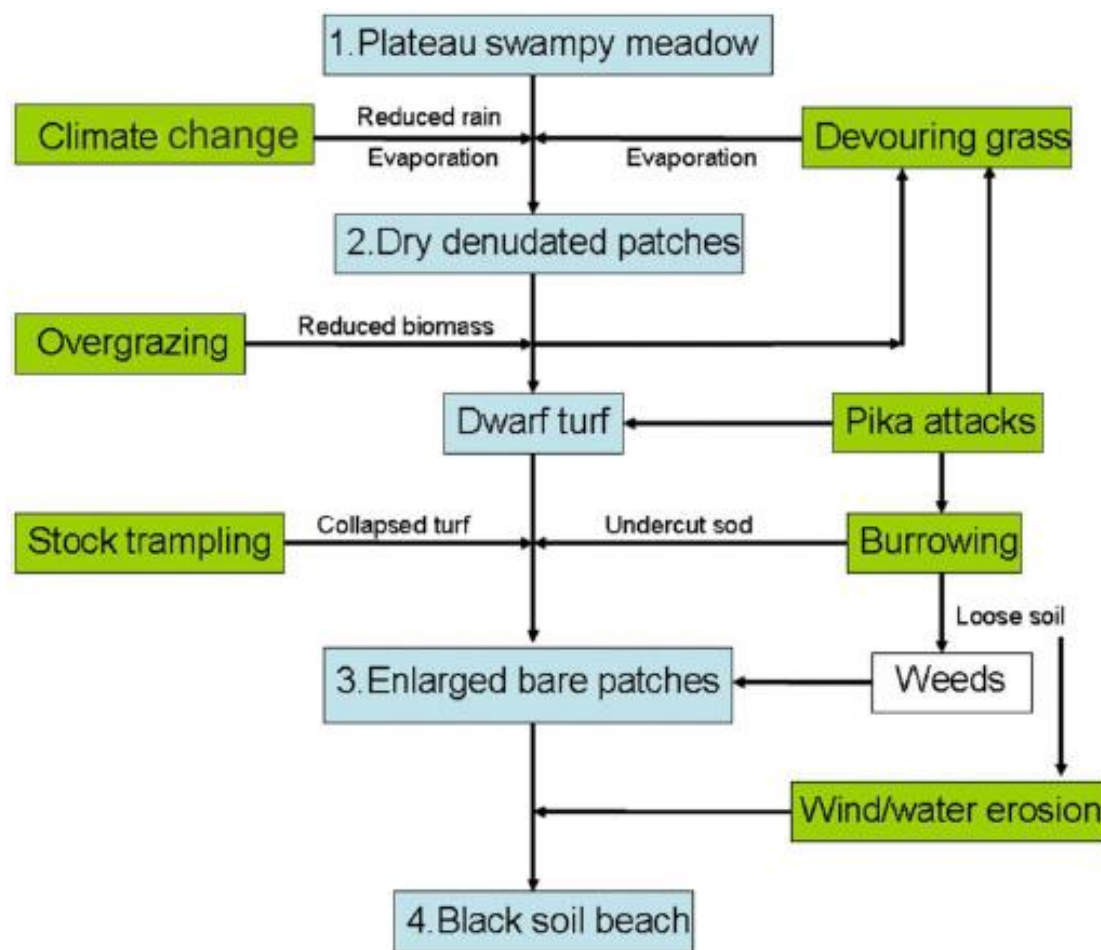 1.Plateau swampy meadow
Climate change
Reduced rain
Evaporation
Evaporation
Devouring grass
2.Dry denudated patches
Overgrazing
Reduced biomass
Dwarf turf
Pika attacks
Stock trampling
Collapsed turf
Undercut sod
Burrowing
Loose soil
3.Enlarged bare patches
Weeds
Wind/water erosion
4.Black soil beach